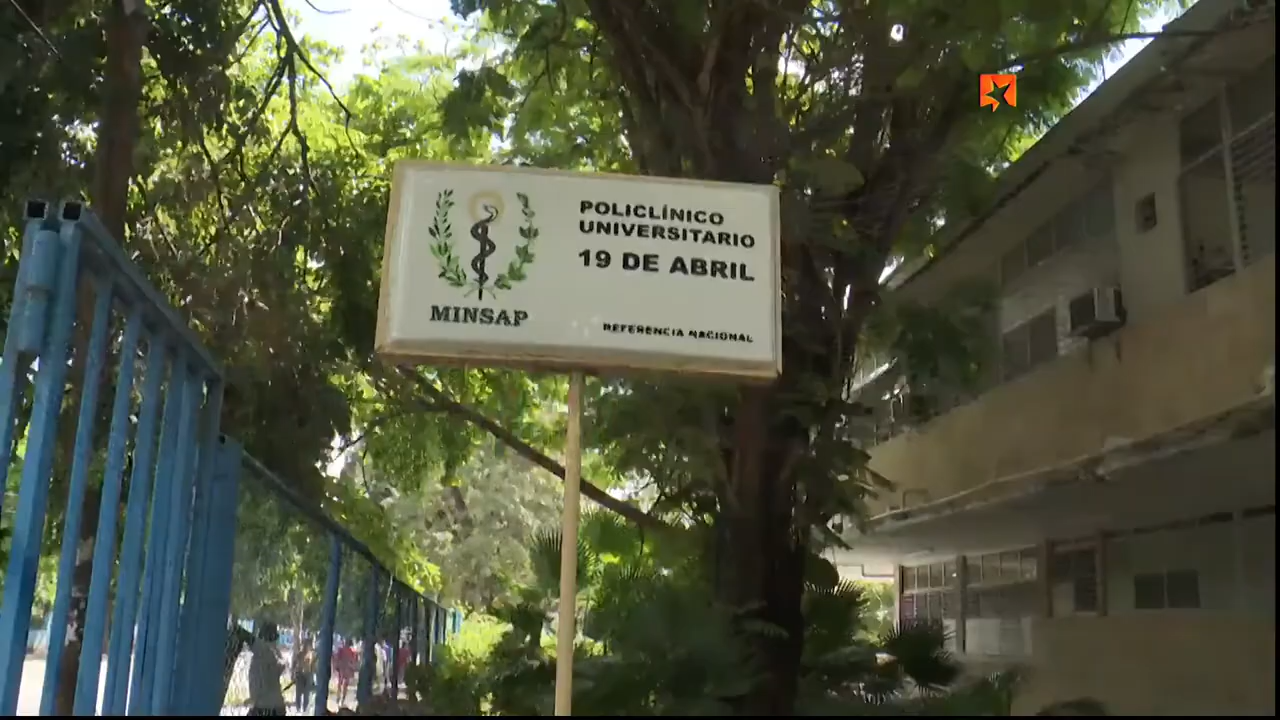 POLICLÍNICO
UNIVERSITARIO
19 DE ABRIL
MINSAP
REFERENCIA NACIONAL